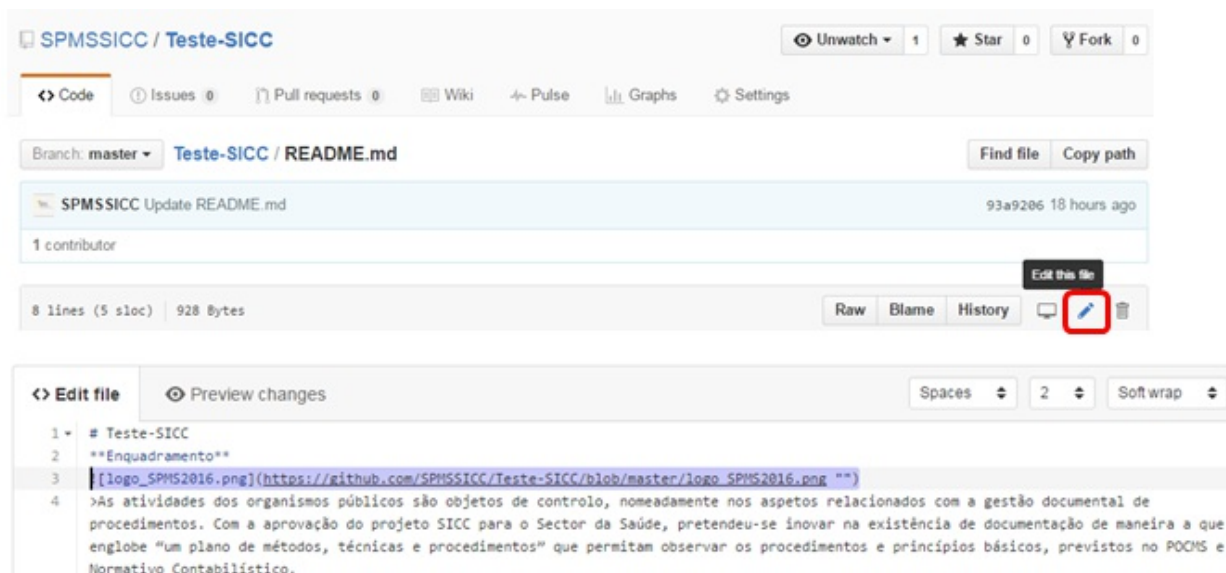 SPMSSICC / Teste-SICC
Unwatch 1 Star 0 Fork 0
Code Issues 0 Pull requests 0 Wiki Pulse Graphs Settings
Branch: master Teste-SICC / README.md Find file Copy path
SPMSSICC Update README.md 93a9206 18 hours ago
1 contributor
Edit this file
8 lines (5 sloc) 928 Bytes Raw Blame History
<> Edit file Preview changes Spaces 2 Soft wrap
1 # Teste-SICC
2 **Enquadramento**
3 ![logo_SPMS2016.png](https://github.com/SPMSSICC/Teste-SICC/blob/master/logo_SPMS2016.png "")
4 >As atividades dos organismos públicos são objetos de controlo, nomeadamente nos aspetos relacionados com a gestão documental de
procedimentos. Com a aprovação do projeto SICC para o Sector da Saúde, pretendeu-se inovar na existência de documentação de maneira a que
englobe “um plano de métodos, técnicas e procedimentos” que permitam observar os procedimentos e princípios básicos, previstos no POCMS e
Normativo Contabilístico.